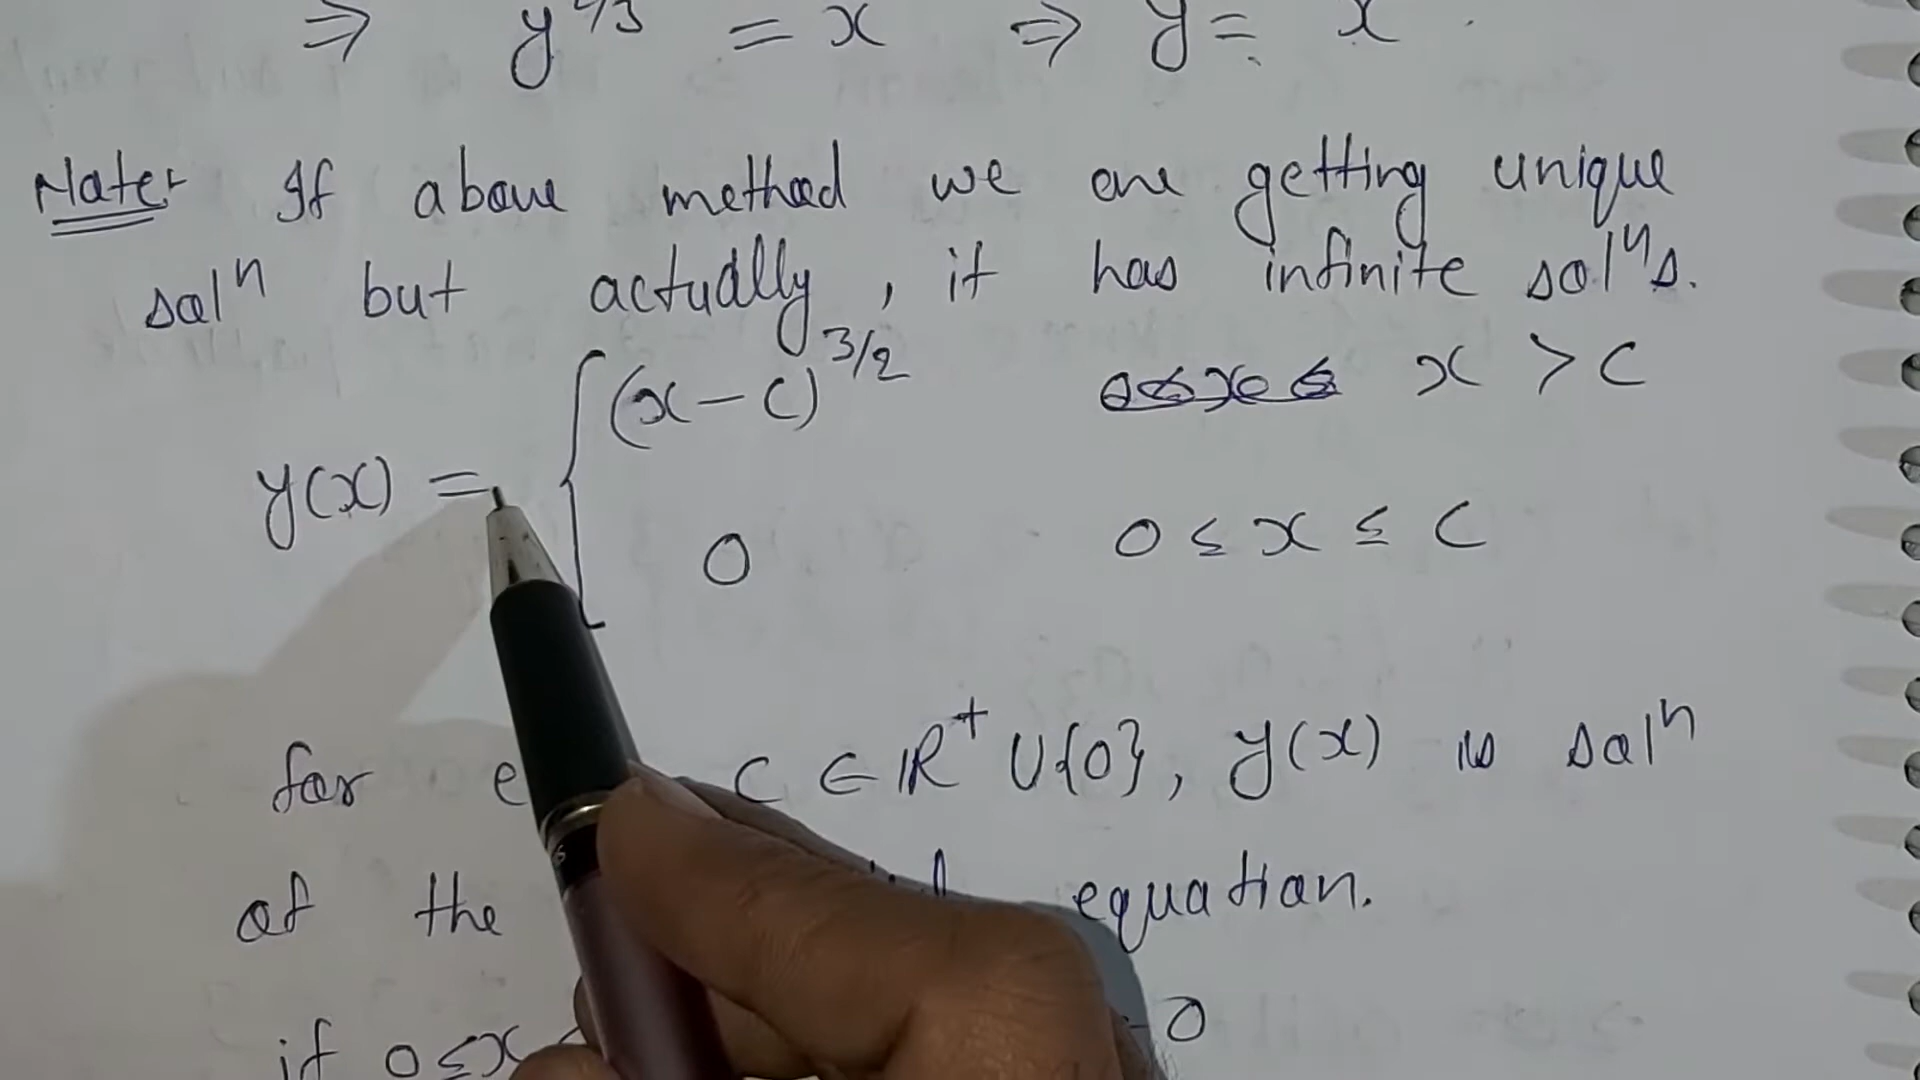 ⇒ y^2/3 = x ⇒ y = x
Note:- If above method we are getting unique
solⁿ but actually, it has infinite solⁿs.
y(x) = { (x-c)^3/2 x > c
0 0 ≤ x ≤ c
for c ∈ ℝ⁺ ∪ {0}, y(x) is solⁿ
of the equation.
if 0 ≤ x 0